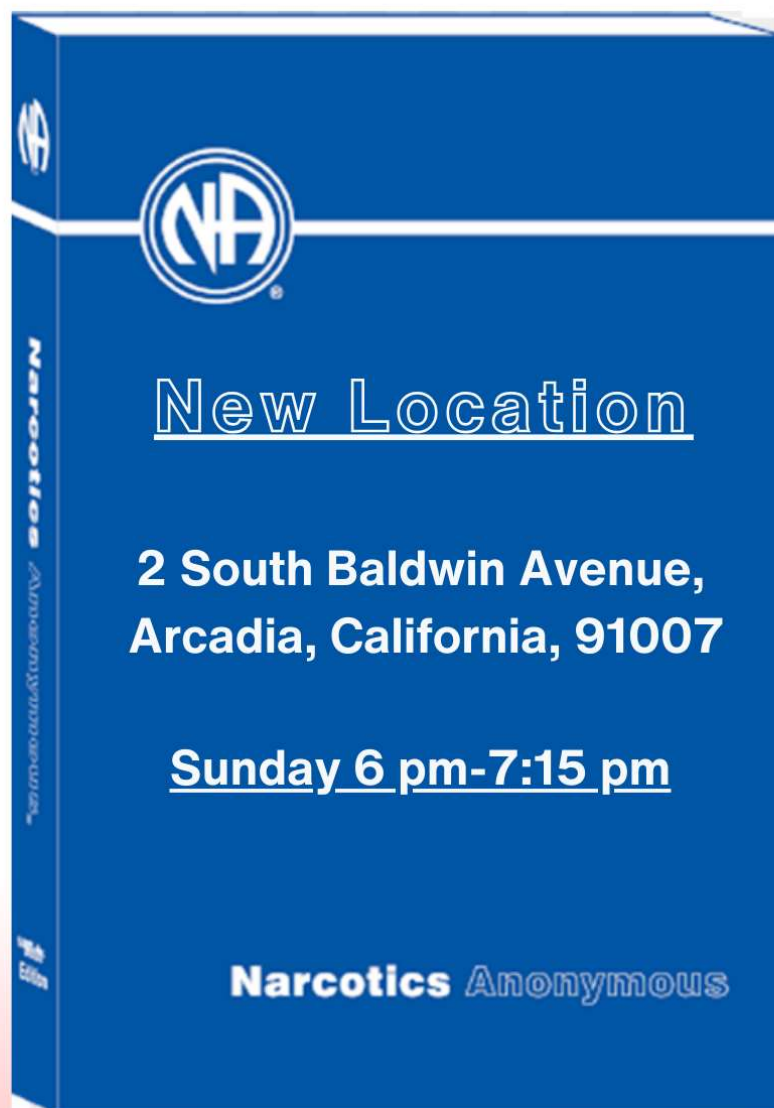 NA
NA
®
New Location
2 South Baldwin Avenue,
Arcadia, California, 91007
Sunday 6 pm-7:15 pm
Narcotics Anonymous
Narcotics Anonymous
Edition